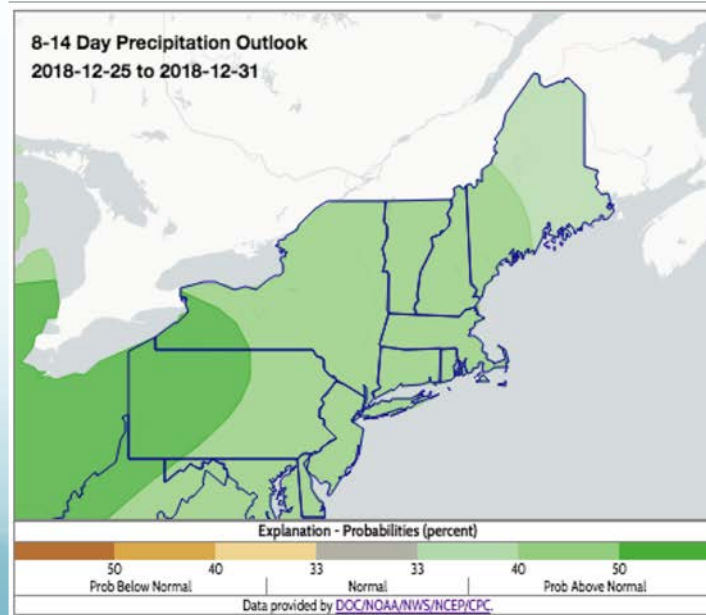 8-14 Day Precipitation Outlook
2018-12-25 to 2018-12-31
Explanation - Probabilities (percent)
50 40 33 33 40 50
Prob Below Normal | Normal | Prob Above Normal
Data provided by DOC/NOAA/NWS/NCEP/CPC.